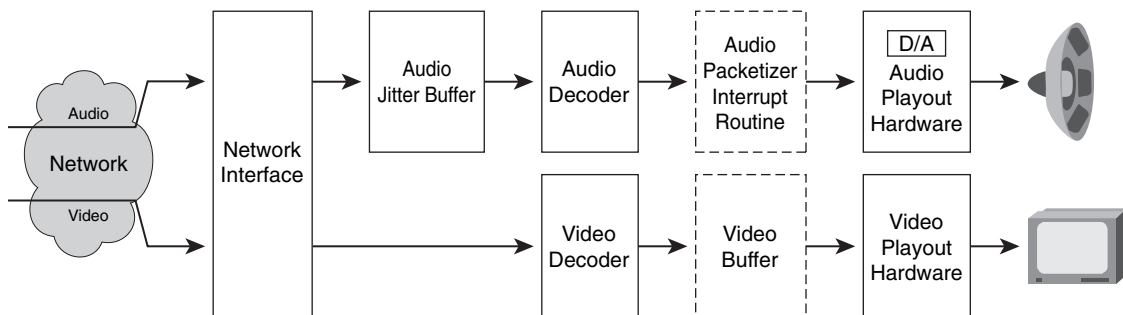 Audio
Network
Video
Network
Interface
Audio
Jitter Buffer
Audio
Decoder
Audio
Packetizer
Interrupt
Routine
D/A
Audio
Playout
Hardware
Video
Decoder
Video
Buffer
Video
Playout
Hardware